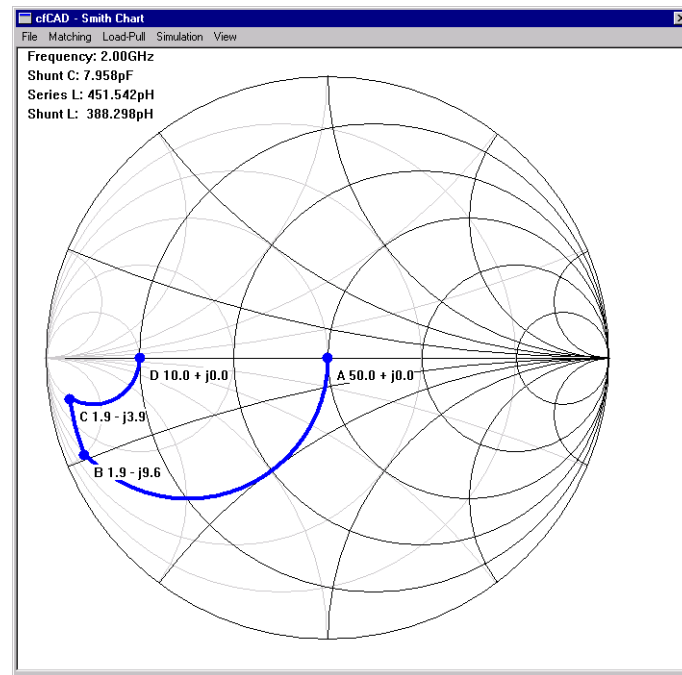 cfCAD - Smith Chart
File Matching Load-Pull Simulation View
Frequency: 2.00GHz
Shunt C: 7.958pF
Series L: 451.542pH
Shunt L: 388.298pH
D 10.0 + j0.0
A 50.0 + j0.0
C 1.9 - j3.9
B 1.9 - j9.6